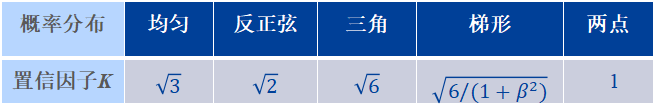 概率分布 均匀 反正弦 三角 梯形 两点
置信因子K √3 √2 √6 √6/(1 + β²) 1